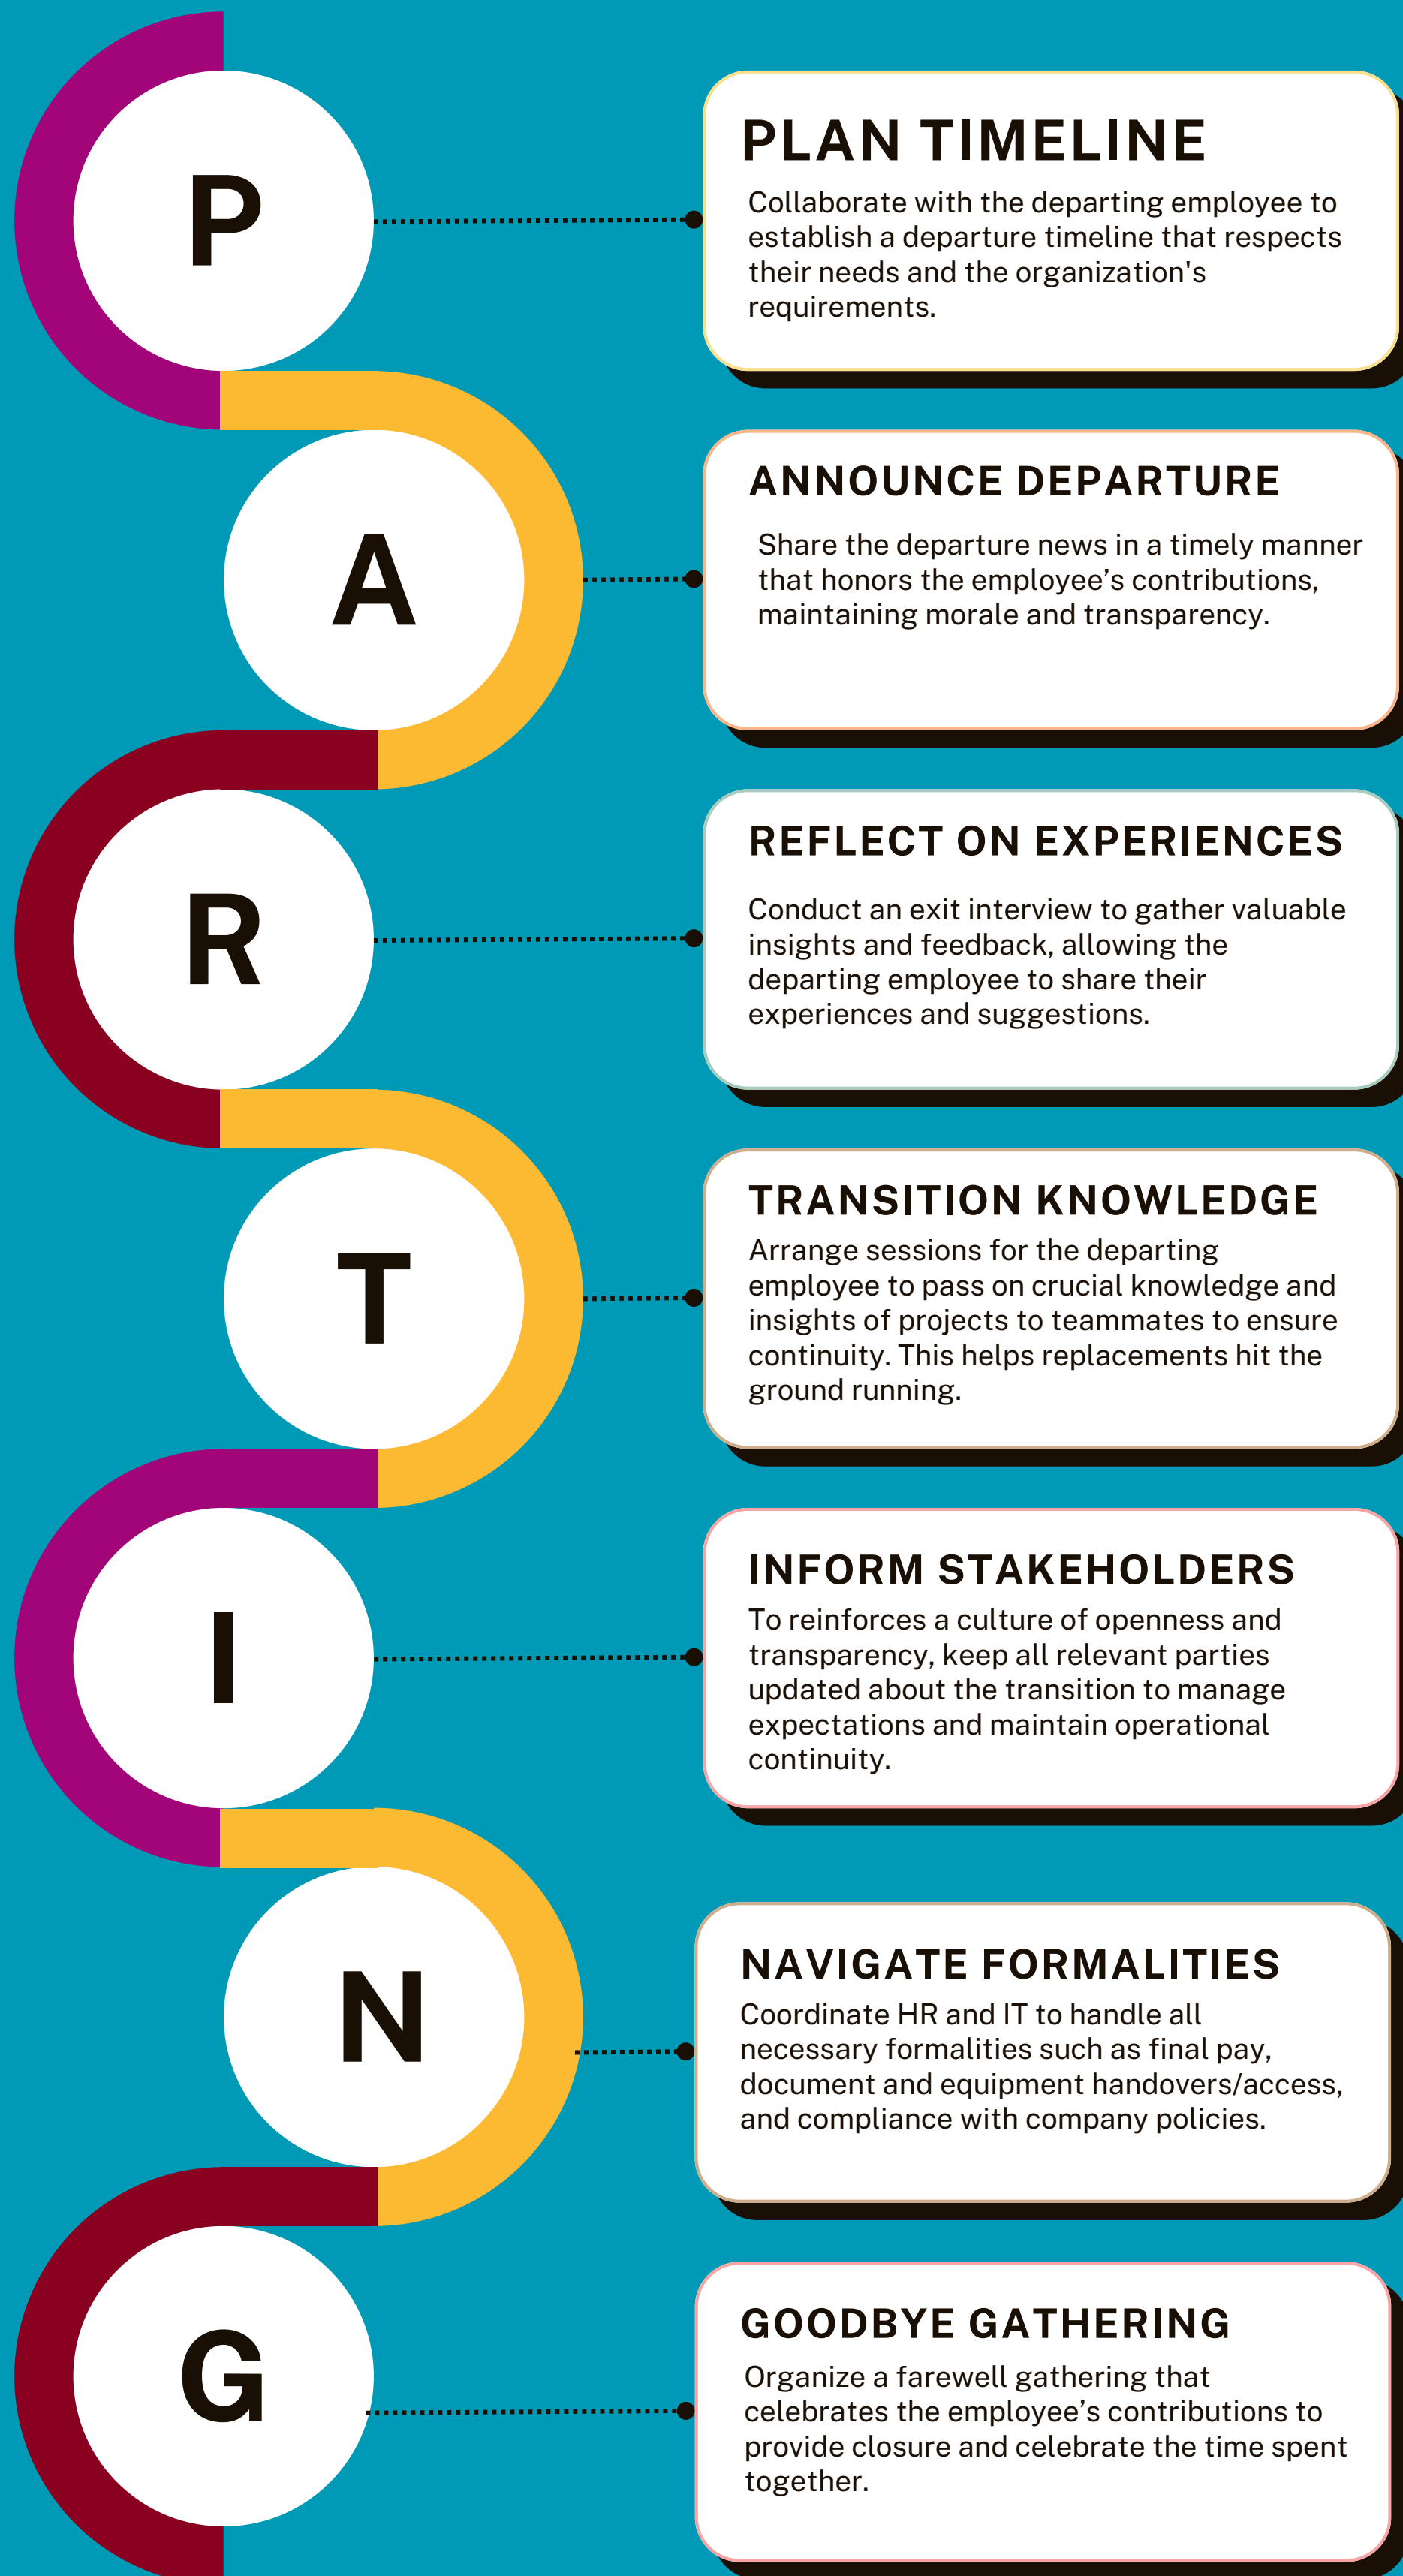 P
PLAN TIMELINE
Collaborate with the departing employee to
establish a departure timeline that respects
their needs and the organization's
requirements.
A
ANNOUNCE DEPARTURE
Share the departure news in a timely manner
that honors the employee’s contributions,
maintaining morale and transparency.
R
REFLECT ON EXPERIENCES
Conduct an exit interview to gather valuable
insights and feedback, allowing the
departing employee to share their
experiences and suggestions.
T
TRANSITION KNOWLEDGE
Arrange sessions for the departing
employee to pass on crucial knowledge and
insights of projects to teammates to ensure
continuity. This helps replacements hit the
ground running.
I
INFORM STAKEHOLDERS
To reinforces a culture of openness and
transparency, keep all relevant parties
updated about the transition to manage
expectations and maintain operational
continuity.
N
NAVIGATE FORMALITIES
Coordinate HR and IT to handle all
necessary formalities such as final pay,
document and equipment handovers/access,
and compliance with company policies.
G
GOODBYE GATHERING
Organize a farewell gathering that
celebrates the employee’s contributions to
provide closure and celebrate the time spent
together.